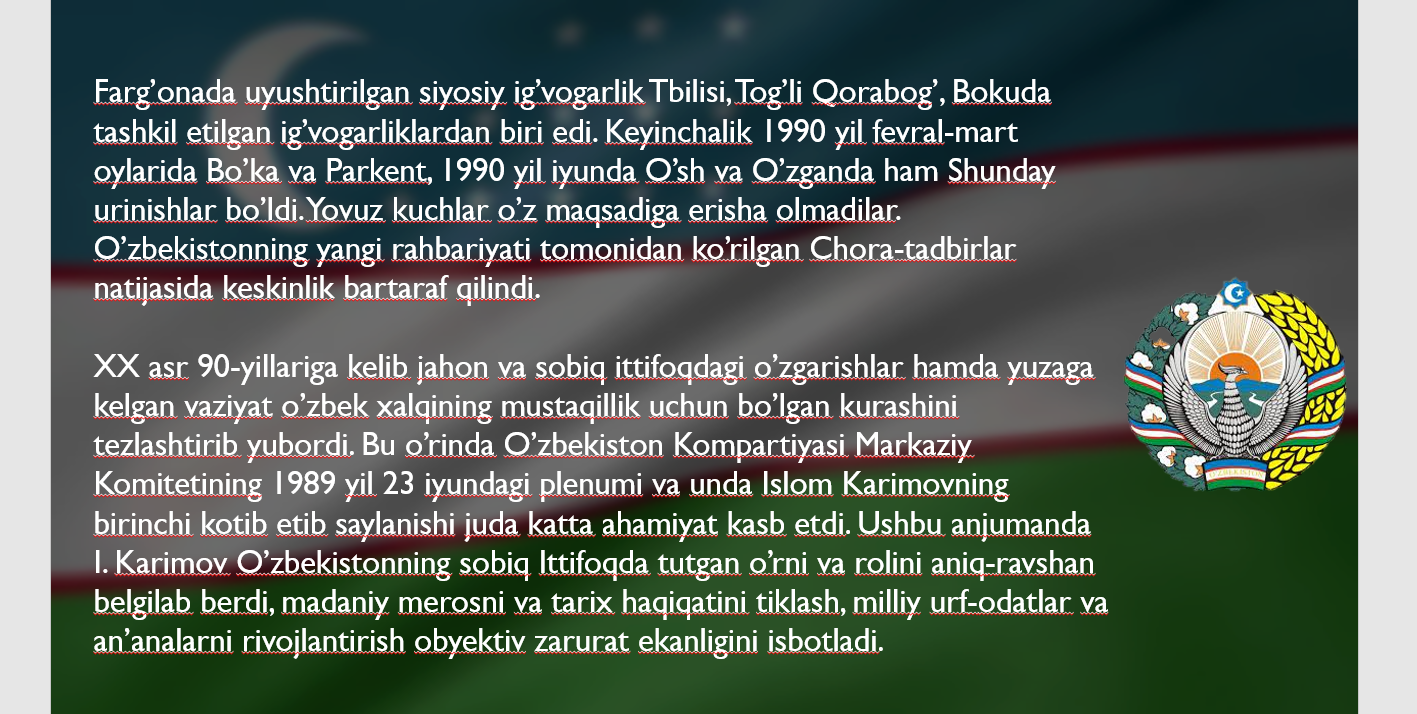 Farg’onada uyushtirilgan siyosiy ig’vogarlik Tbilisi, Tog’li Qorabog’, Bokuda
tashkil etilgan ig’vogarliklardan biri edi. Keyinchalik 1990 yil fevral-mart
oylarida Bo’ka va Parkent, 1990 yil iyunda O’sh va O’zganda ham Shunday
urinishlar bo’ldi. Yovuz kuchlar o’z maqsadiga erisha olmadilar.
O’zbekistonning yangi rahbariyati tomonidan ko’rilgan Chora-tadbirlar
natijasida keskinlik bartaraf qilindi.
XX asr 90-yillariga kelib jahon va sobiq ittifoqdagi o’zgarishlar hamda yuzaga
kelgan vaziyat o’zbek xalqining mustaqillik uchun bo’lgan kurashini
tezlashtirib yubordi. Bu o’rinda O’zbekiston Kompartiyasi Markaziy
Komitetining 1989 yil 23 iyundagi plenumi va unda Islom Karimovning
birinchi kotib etib saylanishi juda katta ahamiyat kasb etdi. Ushbu anjumanda
I. Karimov O’zbekistonning sobiq Ittifoqda tutgan o’rni va rolini aniq-ravshan
belgilab berdi, madaniy merosni va tarix haqiqatini tiklash, milliy urf-odatlar va
an’analarni rivojlantirish obyektiv zarurat ekanligini isbotladi.